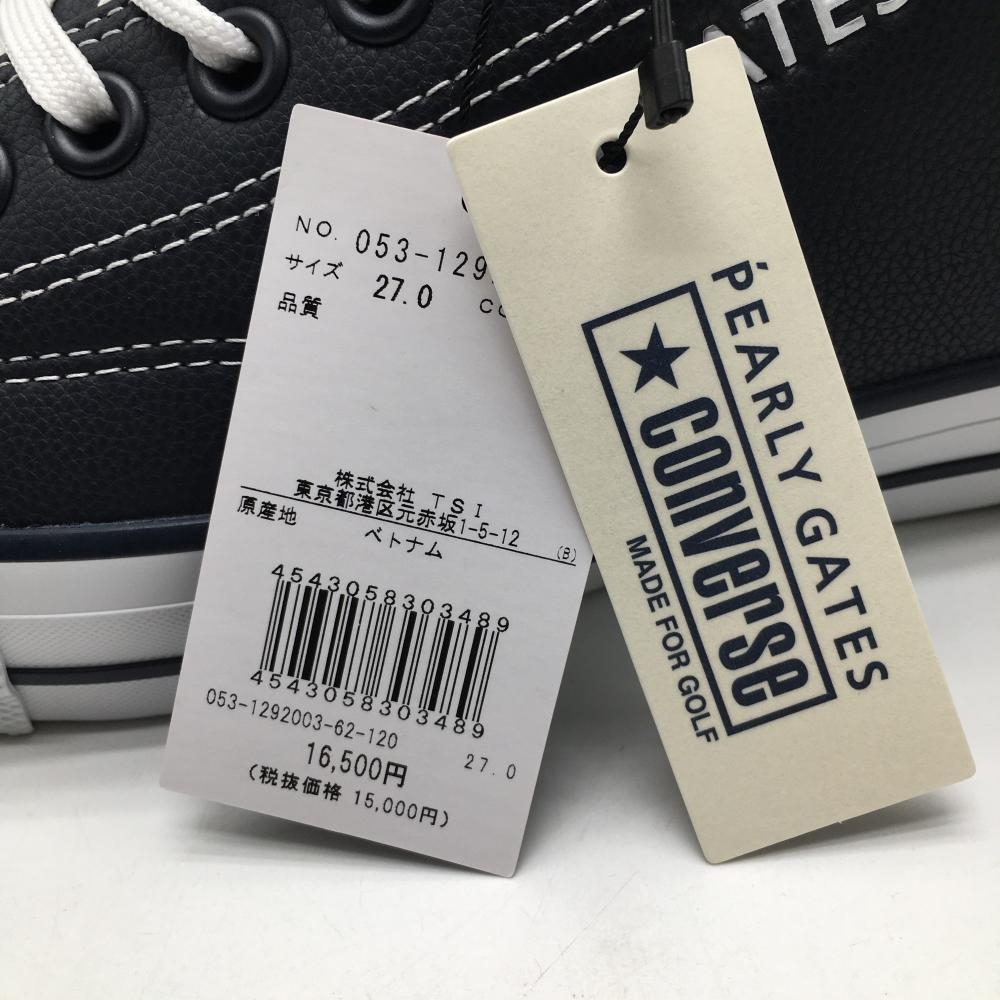 ATES
NO. 053-129
サイズ 27.0
品質
株式会社 TSI
東京都港区元赤坂1-5-12
原産地 (B)
ベトナム
4543058303489
4543058303489
053-1292003-62-120
27.0
16,500円
(税抜価格 15,000円)
PEARLY GATES
CONVERSE
MADE FOR GOLF